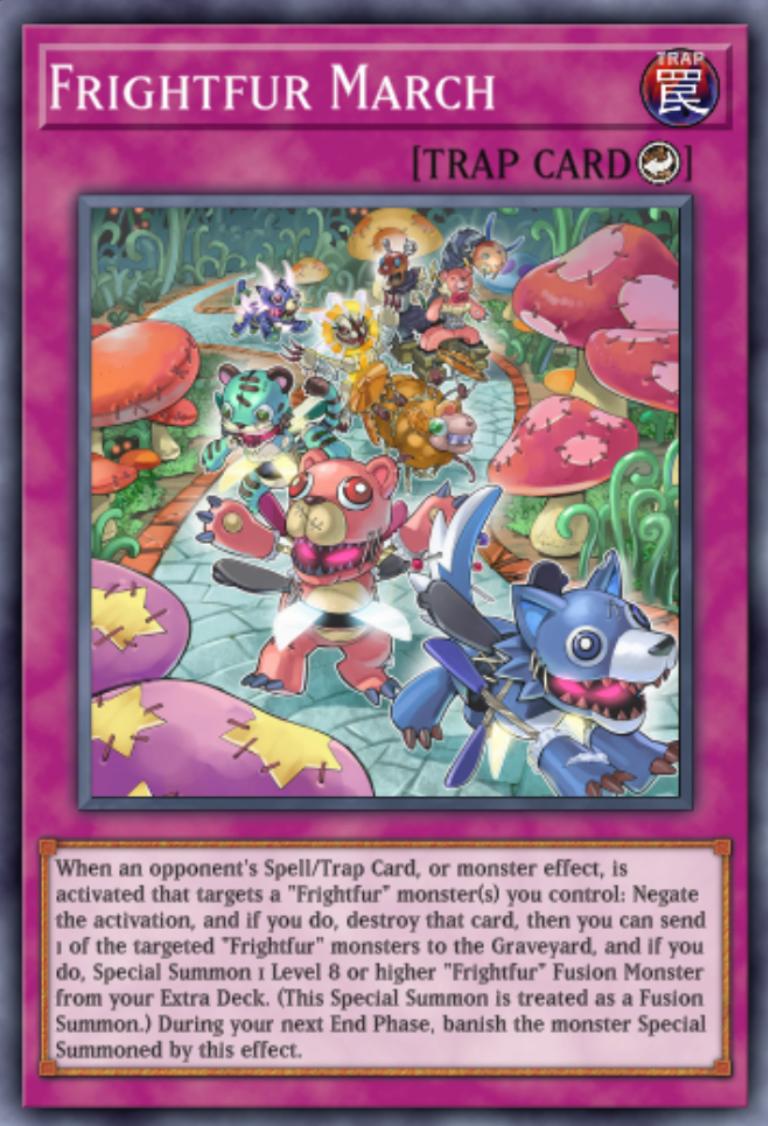 FRIGHTFUR MARCH
TRAP
罠
[TRAP CARD]
When an opponent's Spell/Trap Card, or monster effect, is
activated that targets a "Frightfur" monster(s) you control: Negate
the activation, and if you do, destroy that card, then you can send
1 of the targeted "Frightfur" monsters to the Graveyard, and if you
do, Special Summon 1 Level 8 or higher "Frightfur" Fusion Monster
from your Extra Deck. (This Special Summon is treated as a Fusion
Summon.) During your next End Phase, banish the monster Special
Summoned by this effect.